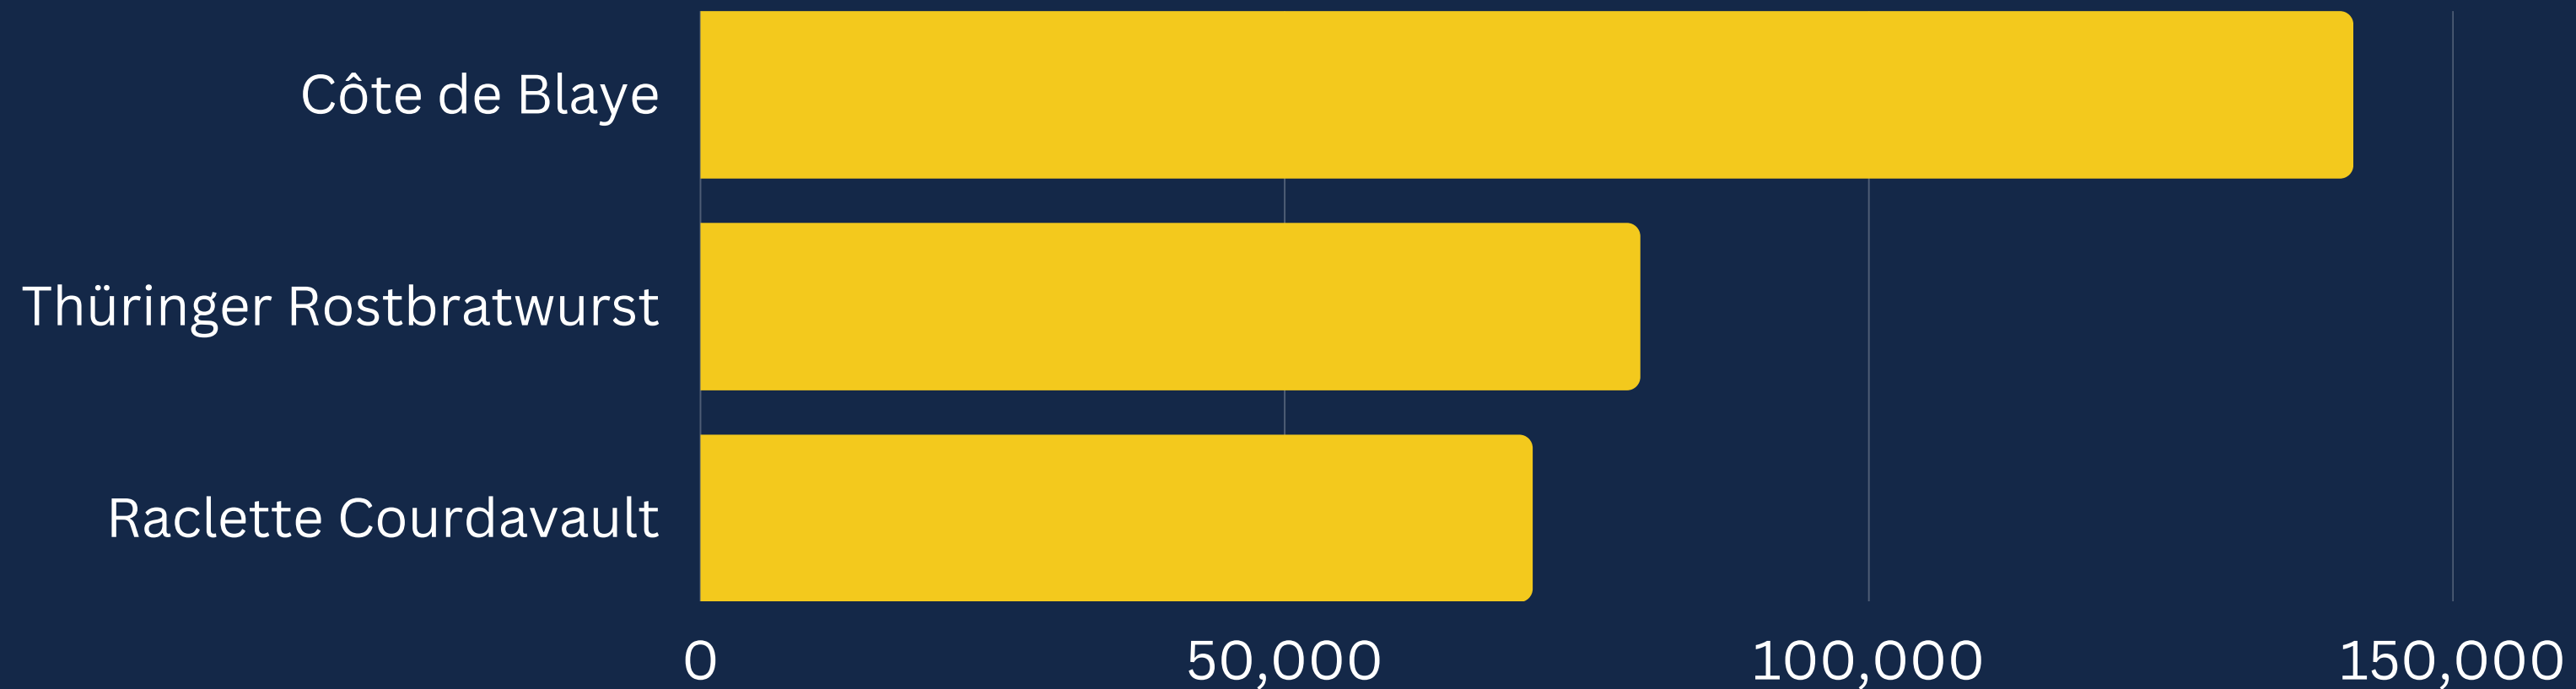 Côte de Blaye
Thüringer Rostbratwurst
Raclette Courdavault
0 50,000 100,000 150,000